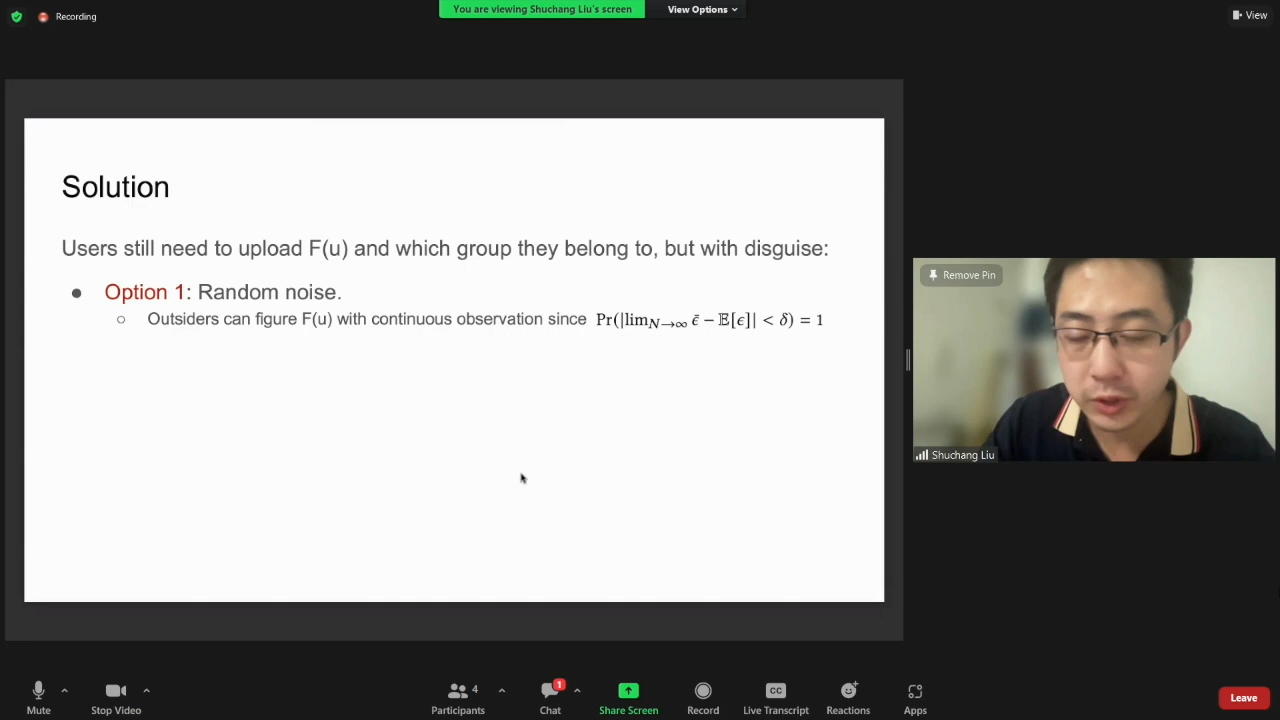 Recording
You are viewing Shuchang Liu's screen
View Options
View
Solution
Users still need to upload F(u) and which group they belong to, but with disguise:
● Option 1: Random noise.
○ Outsiders can figure F(u) with continuous observation since Pr(|lim_{N→∞} ε̄ − 𝔼[ϵ]| < δ) = 1
Remove Pin
Shuchang Liu
Mute
Stop Video
Participants
4
Chat
1
Share Screen
Record
CC
Live Transcript
Reactions
Apps
Leave